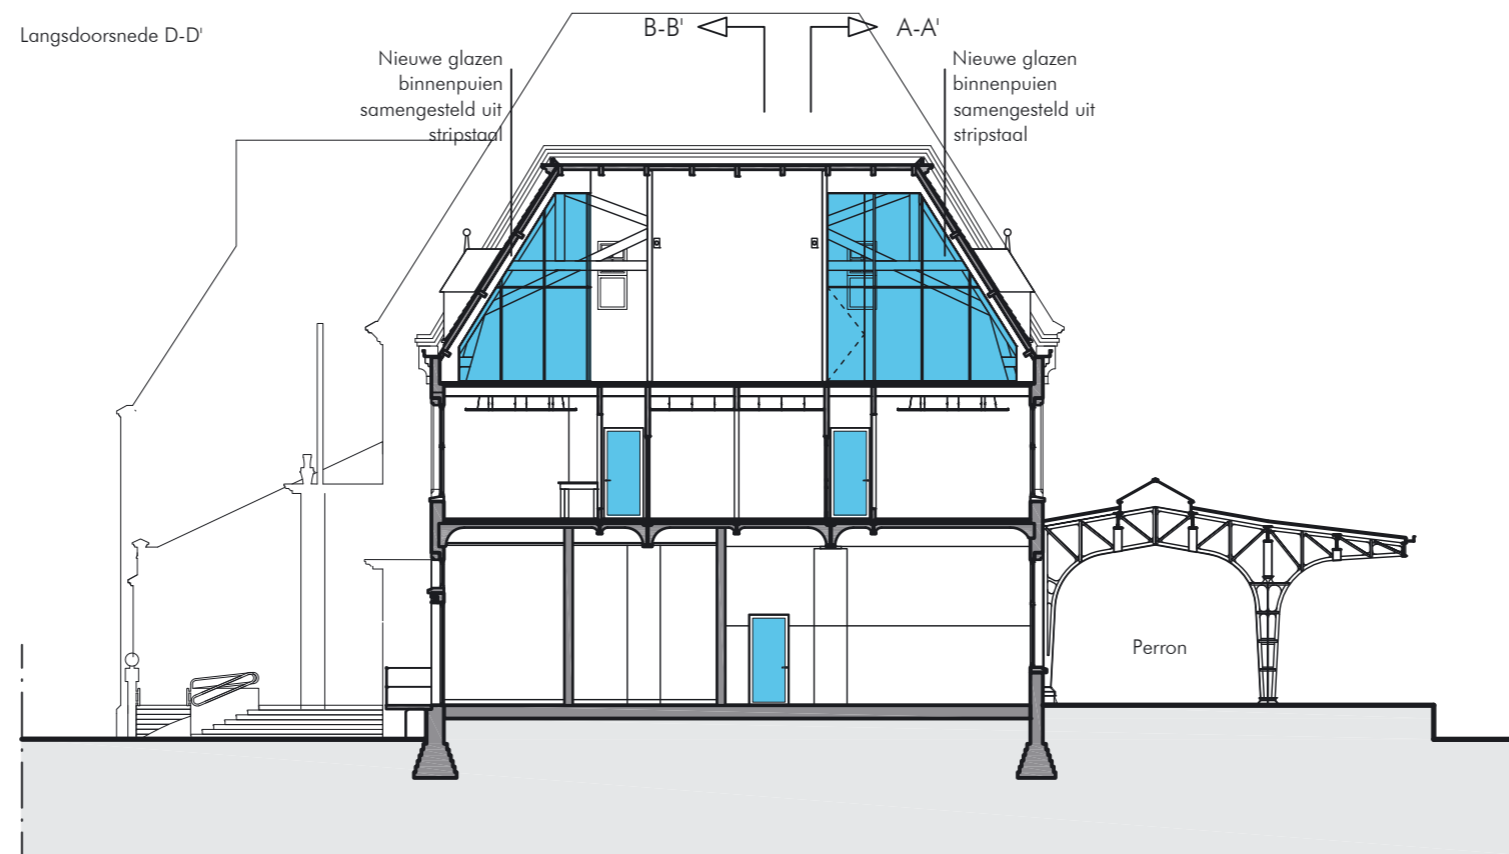 Langsdoorsnede D-D'
B-B'
A-A'
Nieuwe glazen
binnenpuien
samengesteld uit
stripstaal
Nieuwe glazen
binnenpuien
samengesteld uit
stripstaal
Perron